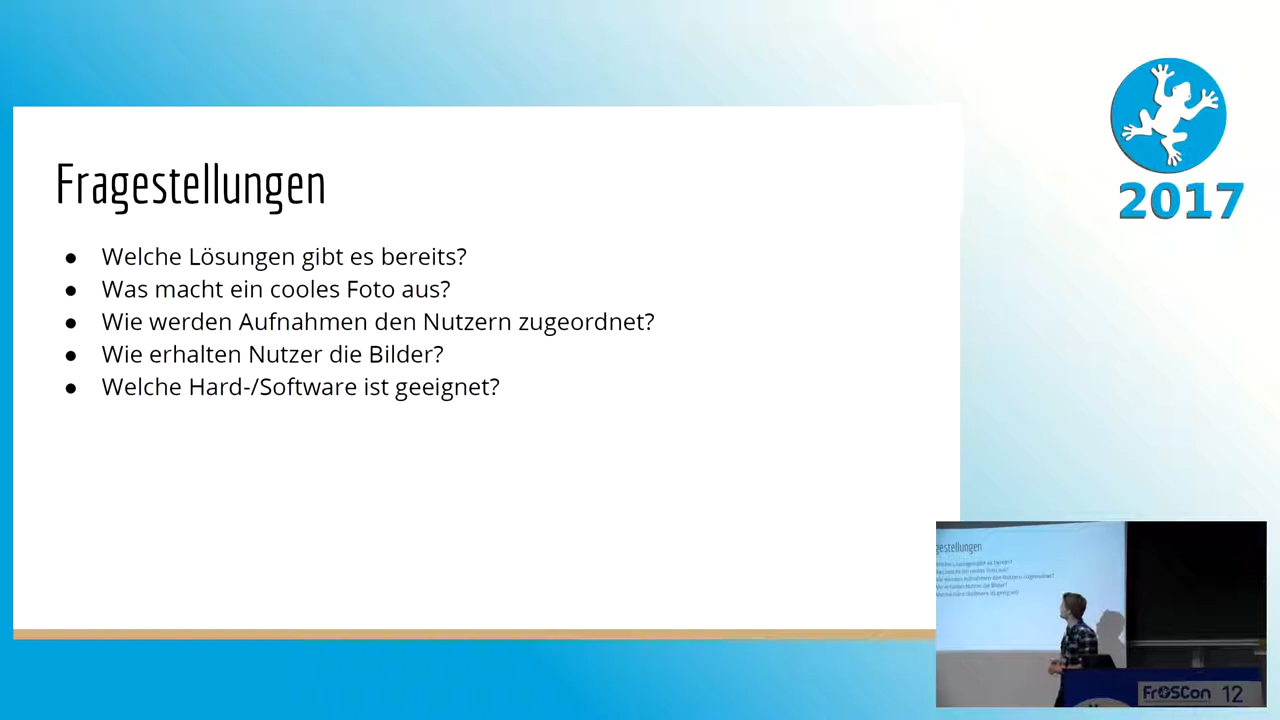 Fragestellungen
● Welche Lösungen gibt es bereits?
● Was macht ein cooles Foto aus?
● Wie werden Aufnahmen den Nutzern zugeordnet?
● Wie erhalten Nutzer die Bilder?
● Welche Hard-/Software ist geeignet?
2017
gestellungen
FrOSCon 12